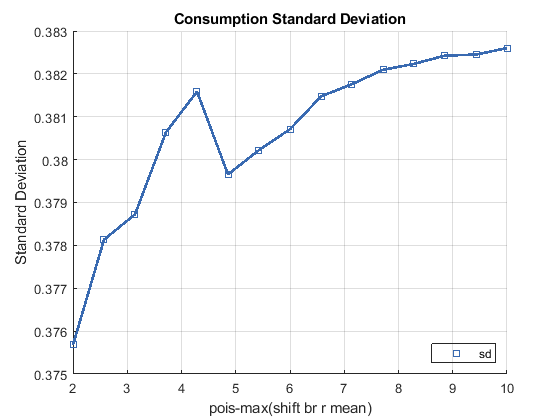 Consumption Standard Deviation
0.383
0.382
0.381
0.38
0.379
0.378
0.377
0.376
0.375
Standard Deviation
sd
2 3 4 5 6 7 8 9 10
pois-max(shift br r mean)